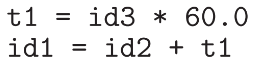 t1 = id3 * 60.0
id1 = id2 + t1